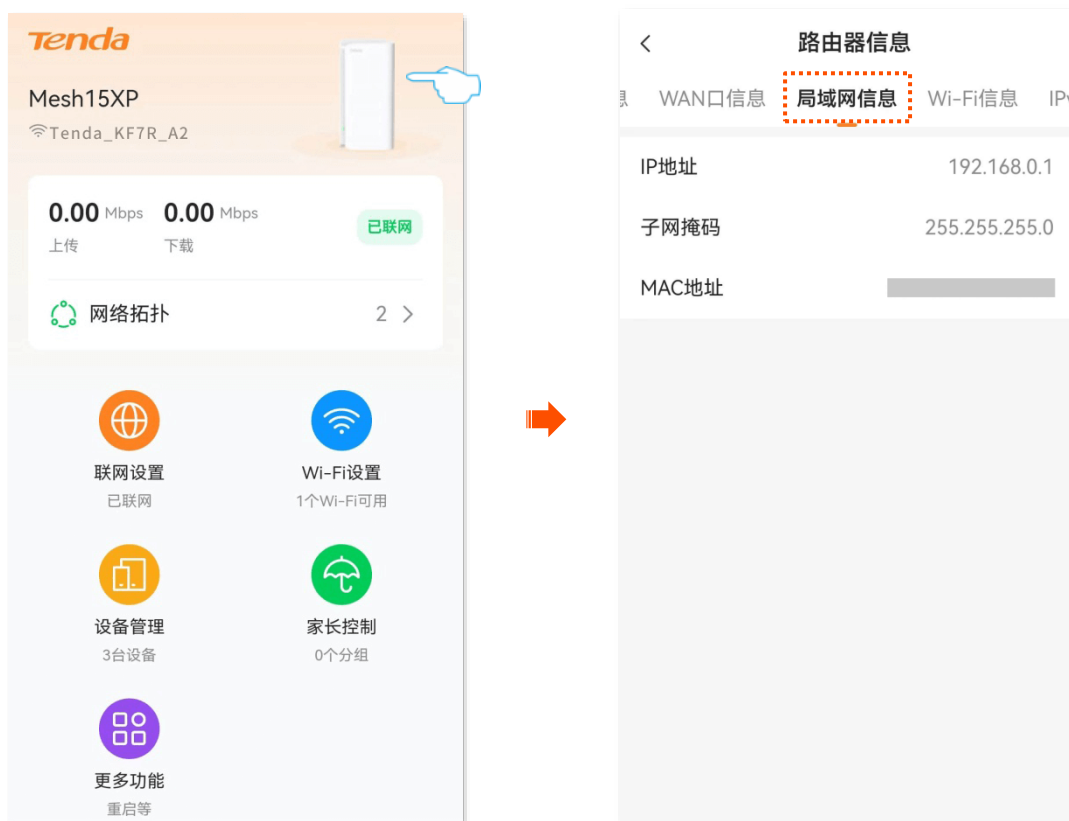 Tenda
Mesh15XP
Tenda_KF7R_A2
0.00 Mbps 0.00 Mbps
上传 下载
已联网
网络拓扑 2
联网设置
已联网
Wi-Fi设置
1个Wi-Fi可用
设备管理
3台设备
家长控制
0个分组
更多功能
重启等
路由器信息
WAN口信息 局域网信息 Wi-Fi信息
IP地址 192.168.0.1
子网掩码 255.255.255.0
MAC地址